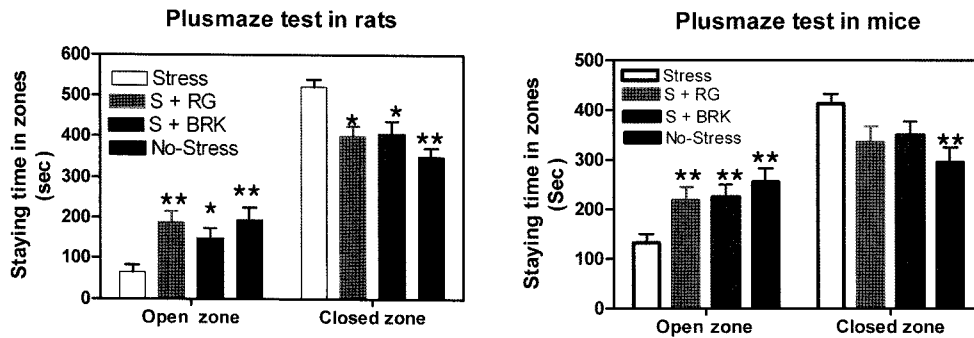 Plusmaze test in rats
Staying time in zones
(sec)
600
500
400
300
200
100
0
Stress
S + RG
S + BRK
No-Stress
** * **
* * **
Open zone Closed zone
Plusmaze test in mice
Staying time in zones
(Sec)
500
400
300
200
100
0
Stress
S + RG
S + BRK
No-Stress
** ** **
**
Open zone Closed zone